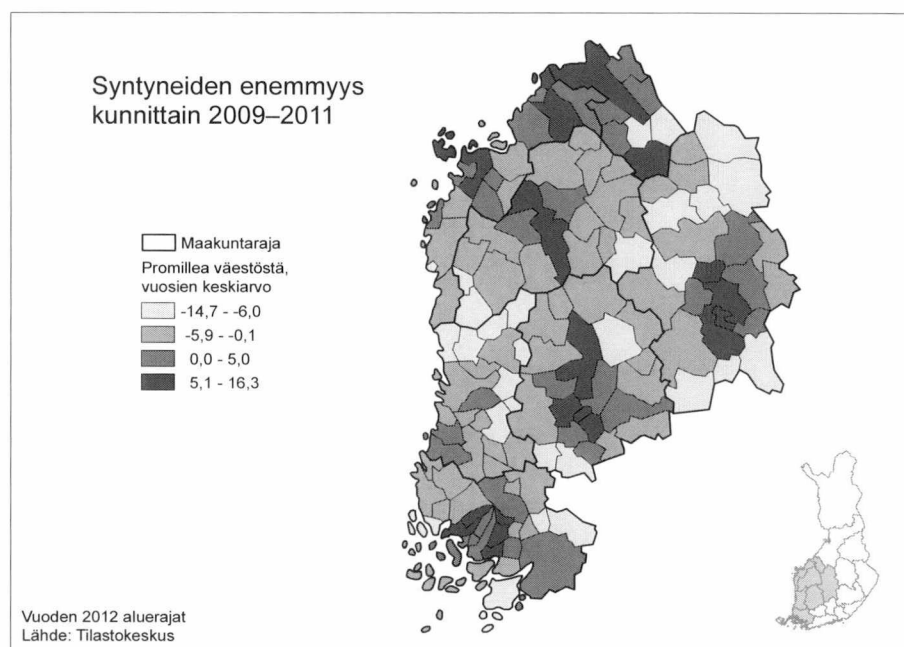 Syntyneiden enemmyys
kunnittain 2009–2011
Maakuntaraja
Promillea väestöstä,
vuosien keskiarvo
-14,7 - -6,0
-5,9 – -0,1
0,0 - 5,0
5,1 - 16,3
Vuoden 2012 aluerajat
Lähde: Tilastokeskus